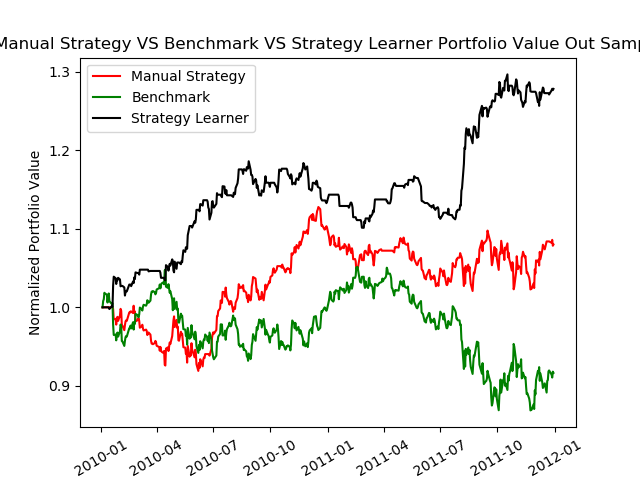 Manual Strategy VS Benchmark VS Strategy Learner Portfolio Value Out Samp
Manual Strategy
Benchmark
Strategy Learner
Normalized Portfolio Value
1.3
1.2
1.1
1.0
0.9
2010-01
2010-04
2010-07
2010-10
2011-01
2011-04
2011-07
2011-10
2012-01